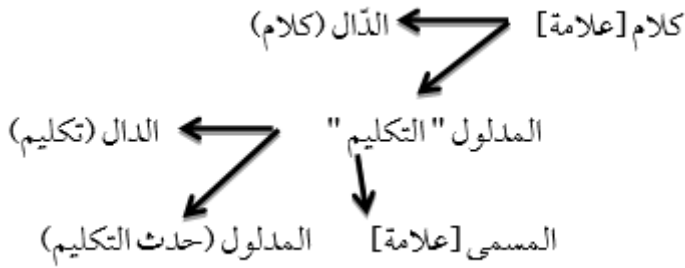 كلام [علامة] الدّال (كلام)
المدلول "التكليم" الدال (تكليم)
المسمى [علامة] المدلول (حدث التكليم)